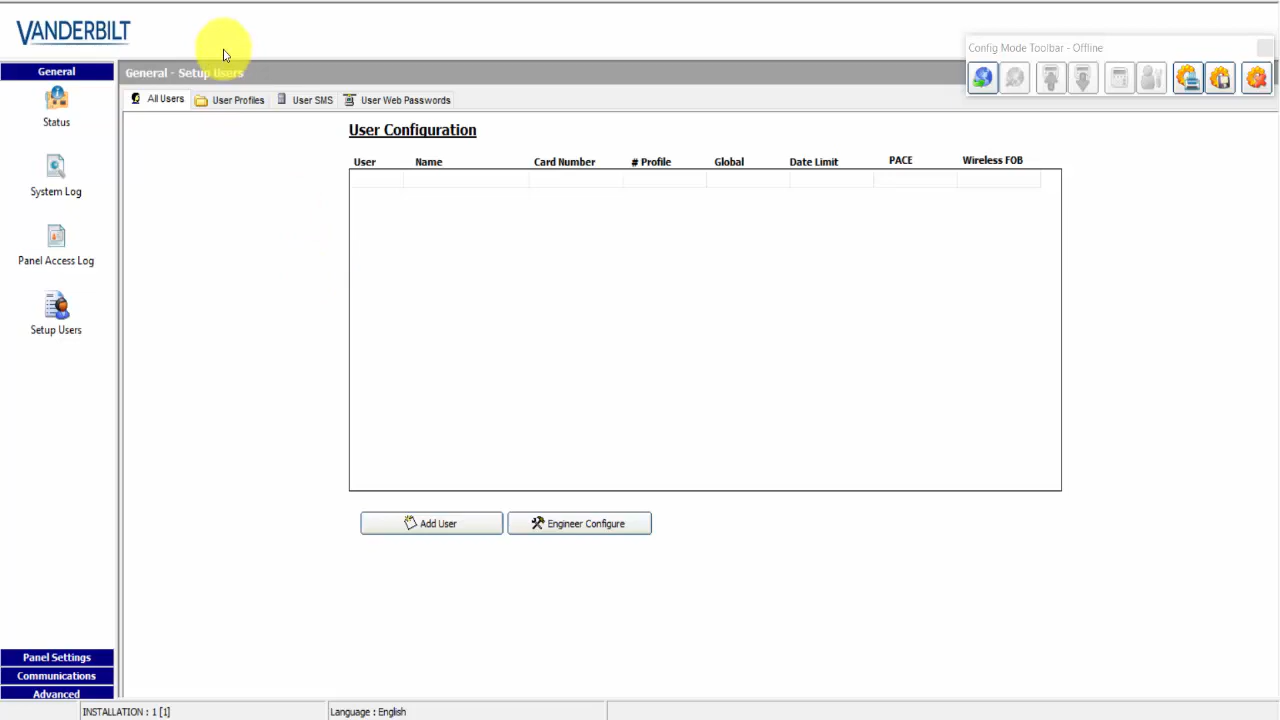 VANDERBILT
Config Mode Toolbar - Offline
General
General - Setup Users
All Users
User Profiles
User SMS
User Web Passwords
Status
System Log
Panel Access Log
Setup Users
User Configuration
User Name Card Number # Profile Global Date Limit PACE Wireless FOB
Add User
Engineer Configure
Panel Settings
Communications
Advanced
INSTALLATION : 1 [1]
Language : English